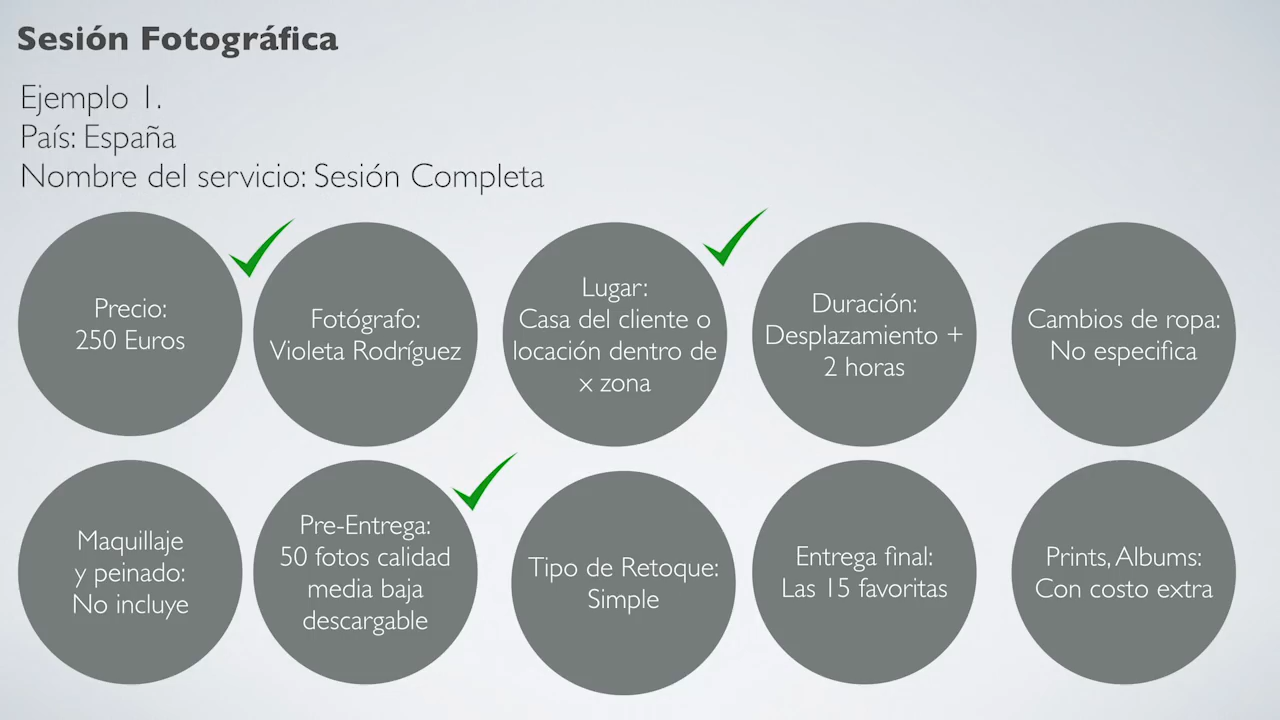 Sesión Fotográfica
Ejemplo 1.
País: España
Nombre del servicio: Sesión Completa
Precio:
250 Euros
Fotógrafo:
Violeta Rodríguez
Lugar:
Casa del cliente o
locación dentro de
x zona
Duración:
Desplazamiento +
2 horas
Cambios de ropa:
No especifica
Maquillaje
y peinado:
No incluye
Pre-Entrega:
50 fotos calidad
media baja
descargable
Tipo de Retoque:
Simple
Entrega final:
Las 15 favoritas
Prints, Albums:
Con costo extra